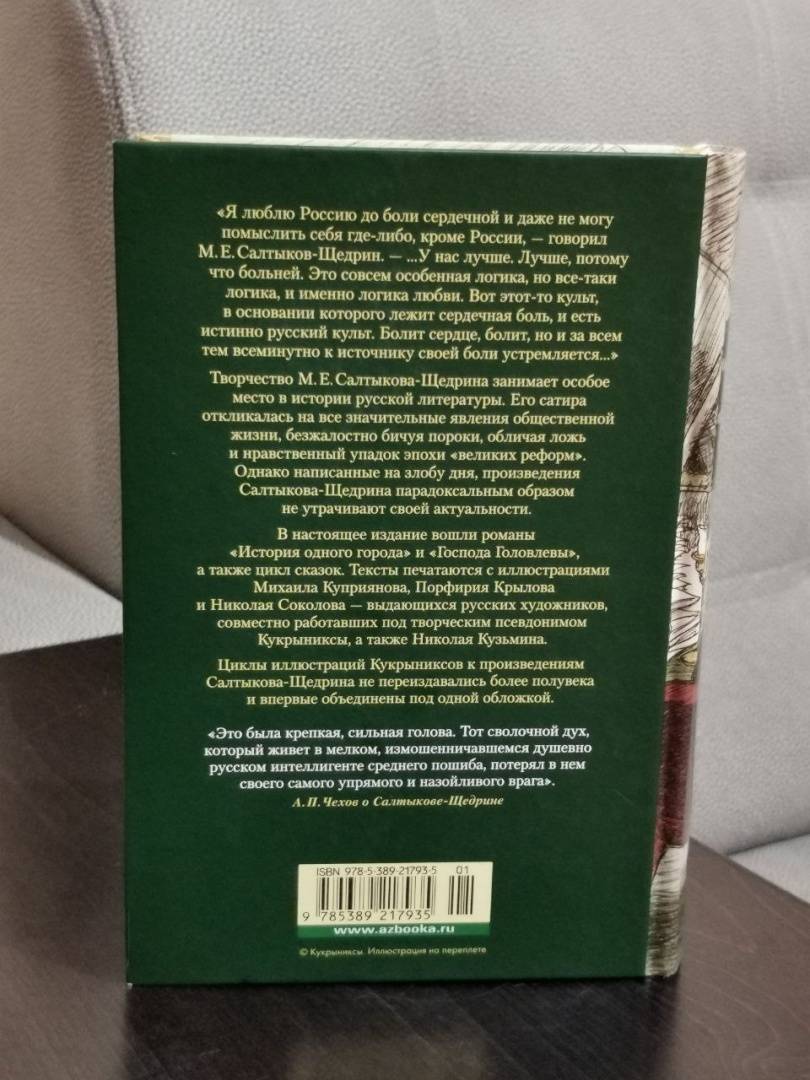 «Я люблю Россию до боли сердечной и даже не могу
помыслить себя где-либо, кроме России, — говорил
М. Е. Салтыков-Щедрин. — ...У нас лучше. Лучше, потому
что больней. Это совсем особенная логика, но все-таки
логика, и именно логика любви. Вот этот-то культ,
в основании которого лежит сердечная боль, и есть
истинно русский культ. Болит сердце, болит, но и за всем
тем всеминутно к источнику своей боли устремляется...»
Творчество М. Е. Салтыкова-Щедрина занимает особое
место в истории русской литературы. Его сатира
откликалась на все значительные явления общественной
жизни, безжалостно бичуя пороки, обличая ложь
и нравственный упадок эпохи «великих реформ».
Однако написанные на злобу дня, произведения
Салтыкова-Щедрина парадоксальным образом
не утрачивают своей актуальности.
В настоящее издание вошли романы
«История одного города» и «Господа Головлевы»,
а также цикл сказок. Тексты печатаются с иллюстрациями
Михаила Куприянова, Порфирия Крылова
и Николая Соколова — выдающихся русских художников,
совместно работавших под творческим псевдонимом
Кукрыниксы, а также Николая Кузьмина.
Циклы иллюстраций Кукрыниксов к произведениям
Салтыкова-Щедрина не переиздавались более полувека
и впервые объединены под одной обложкой.
«Это была крепкая, сильная голова. Тот сволочной дух,
который живет в мелком, измошенничавшемся душевно
русском интеллигенте среднего пошиба, потерял в нем
своего самого упрямого и назойливого врага».
А. П. Чехов о Салтыкове-Щедрине
ISBN 978-5-389-21793-5 01
9 785389 217935
www.azbooka.ru
© Кукрыниксы. Иллюстрация на переплете